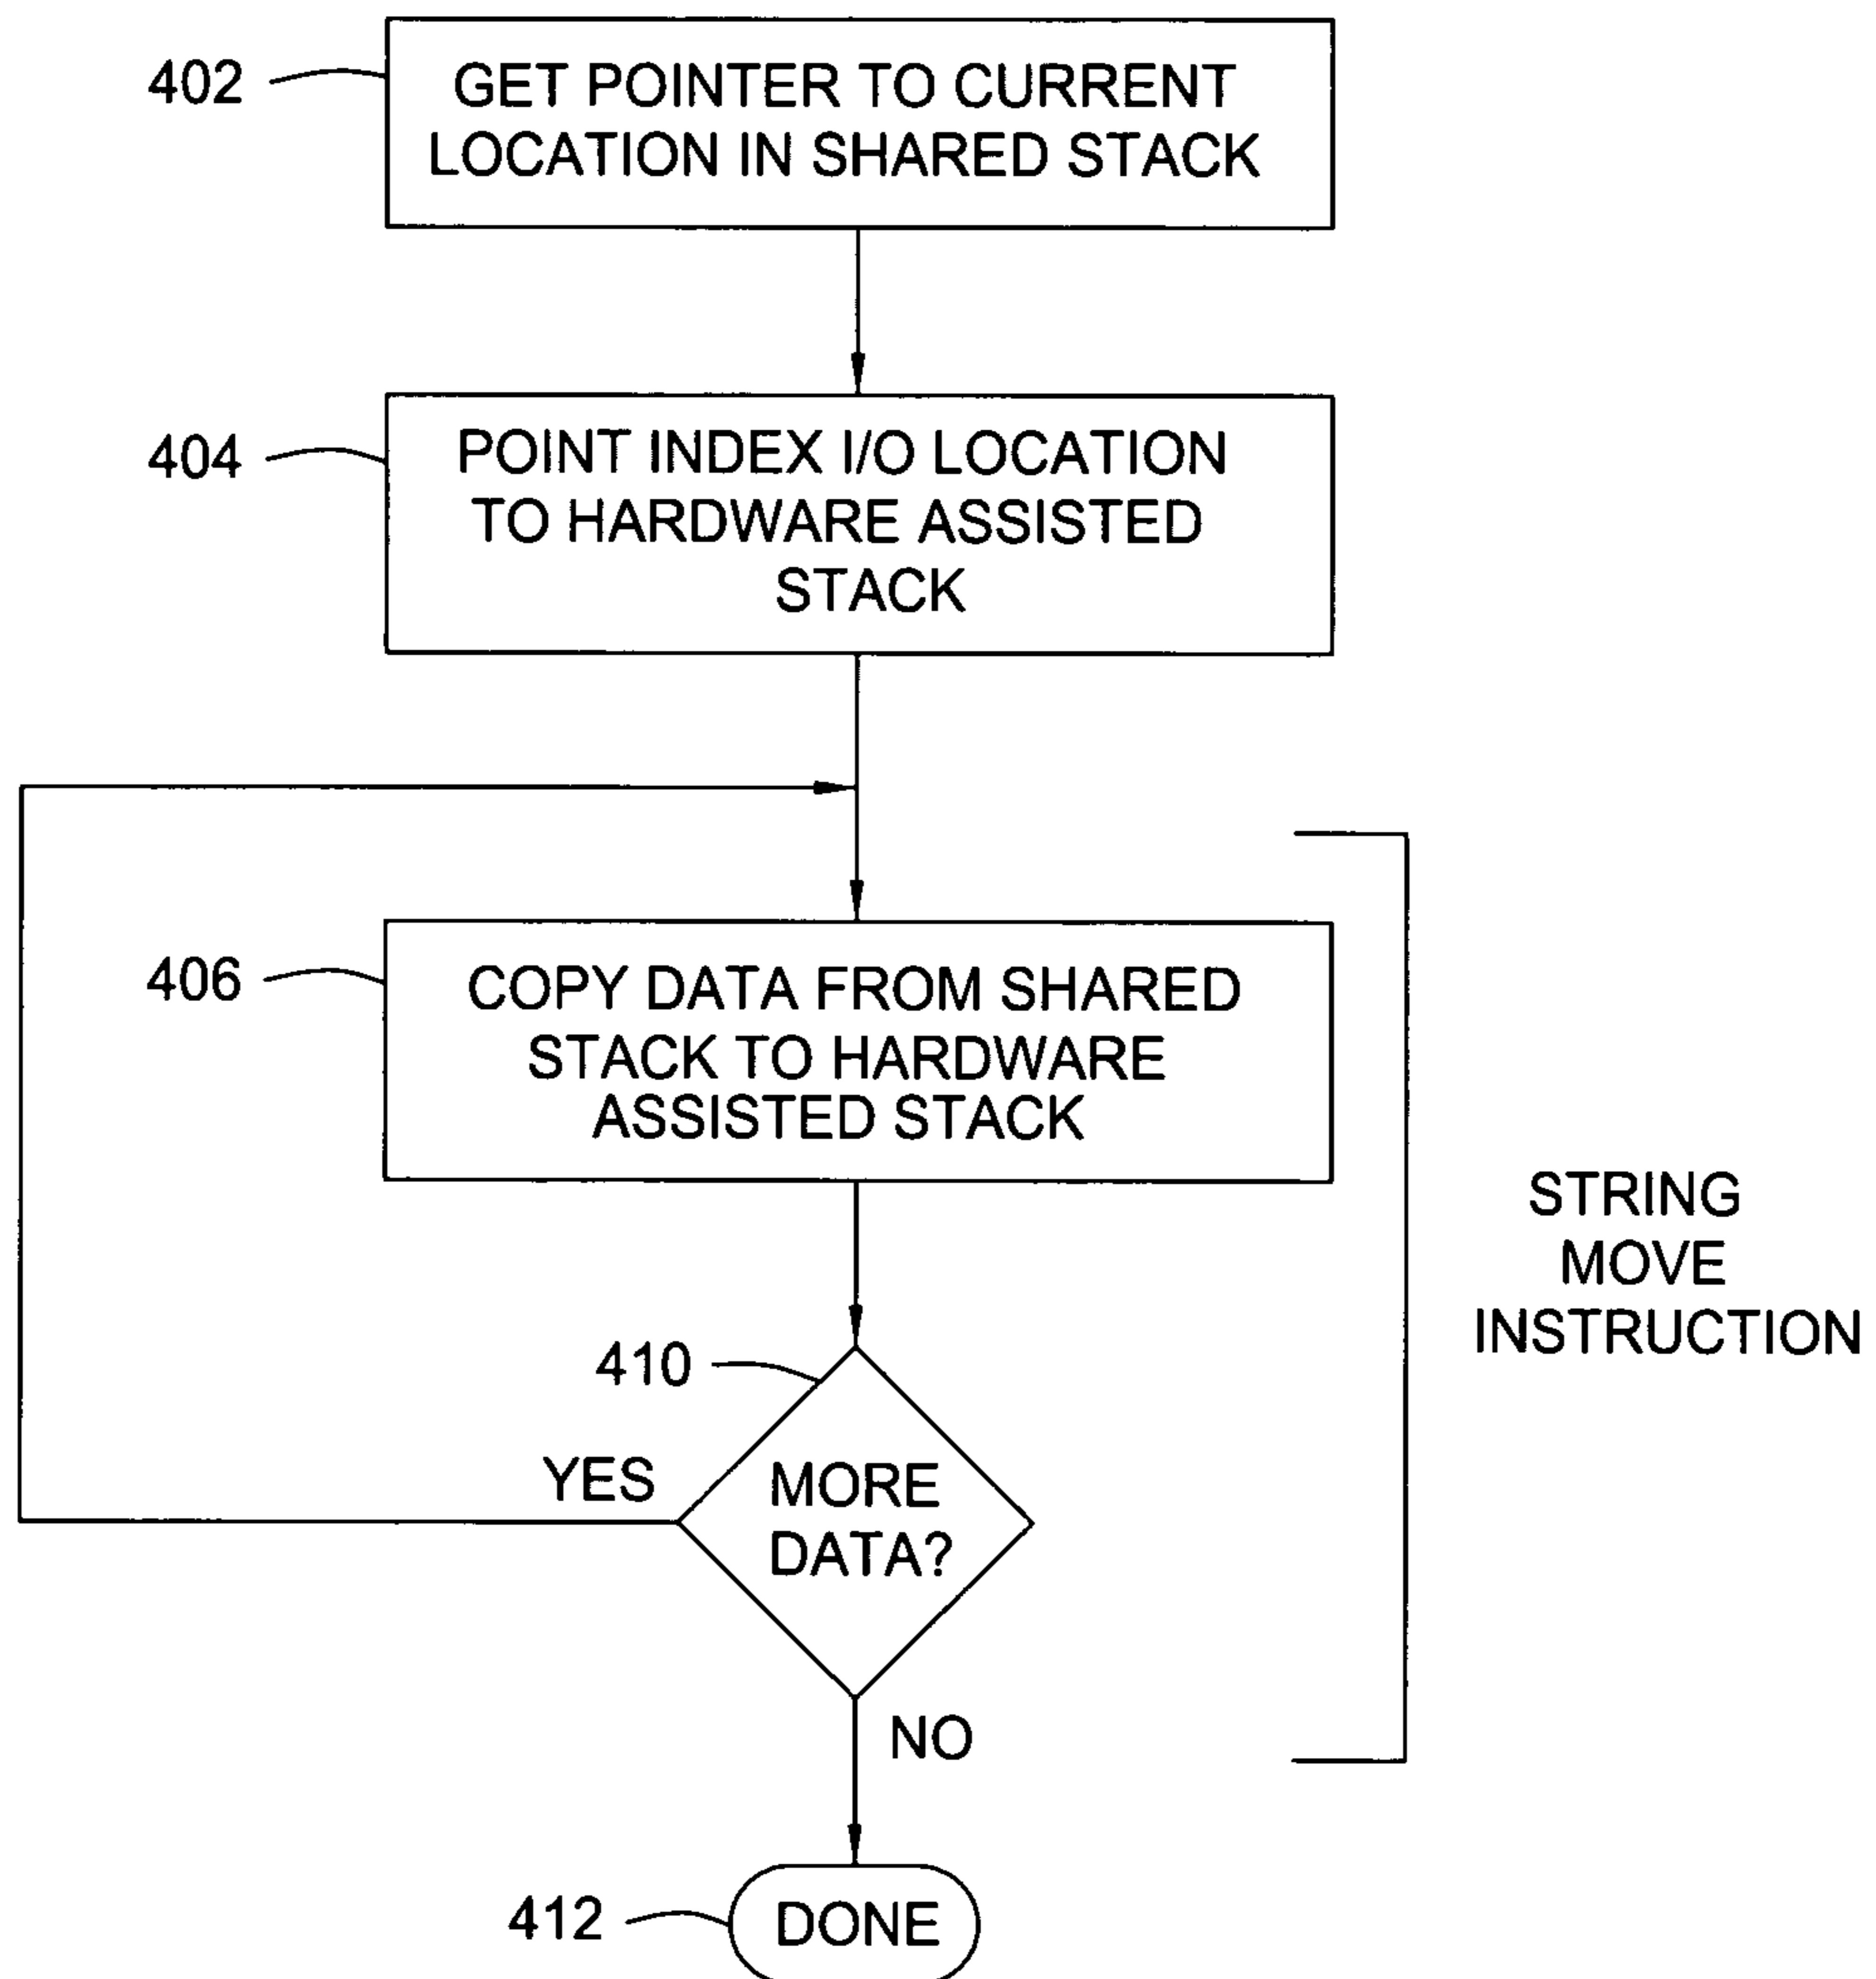 402
GET POINTER TO CURRENT
LOCATION IN SHARED STACK
404
POINT INDEX I/O LOCATION
TO HARDWARE ASSISTED
STACK
406
COPY DATA FROM SHARED
STACK TO HARDWARE
ASSISTED STACK
STRING
MOVE
INSTRUCTION
410
YES
MORE
DATA?
NO
412
DONE